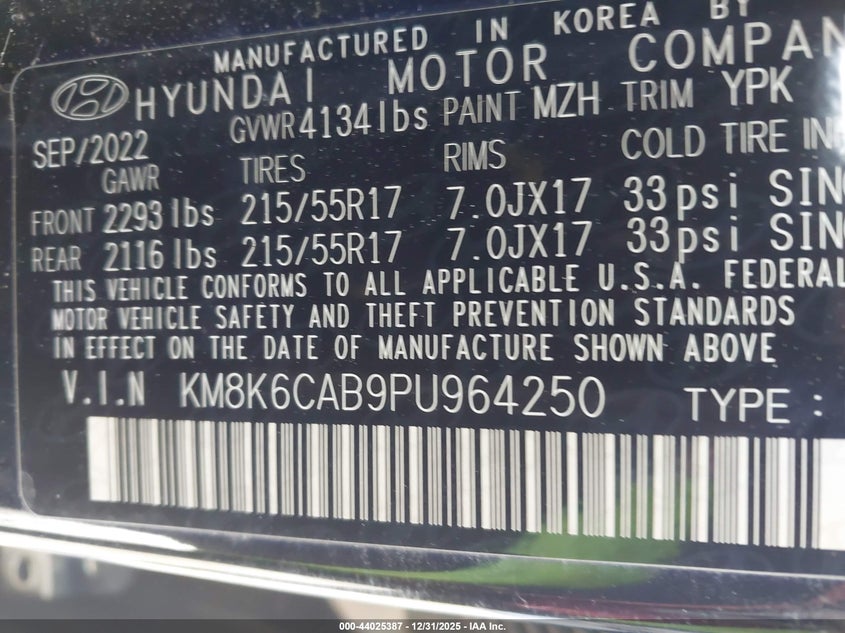 MANUFACTURED IN KOREA BY
HYUNDAI MOTOR COMPAN
SEP/2022 GVWR 4134 lbs PAINT MZH TRIM YPK
GAWR TIRES RIMS COLD TIRE IN
FRONT 2293 lbs 215/55R17 7.0JX17 33psi SING
REAR 2116 lbs 215/55R17 7.0JX17 33psi SING
THIS VEHICLE CONFORMS TO ALL APPLICABLE U.S.A. FEDERAL
MOTOR VEHICLE SAFETY AND THEFT PREVENTION STANDARDS
IN EFFECT ON THE DATE OF MANUFACTURE SHOWN ABOVE
V.I.N KM8K6CAB9PU964250 TYPE :
000-44025387 - 12/31/2025 - IAA Inc.